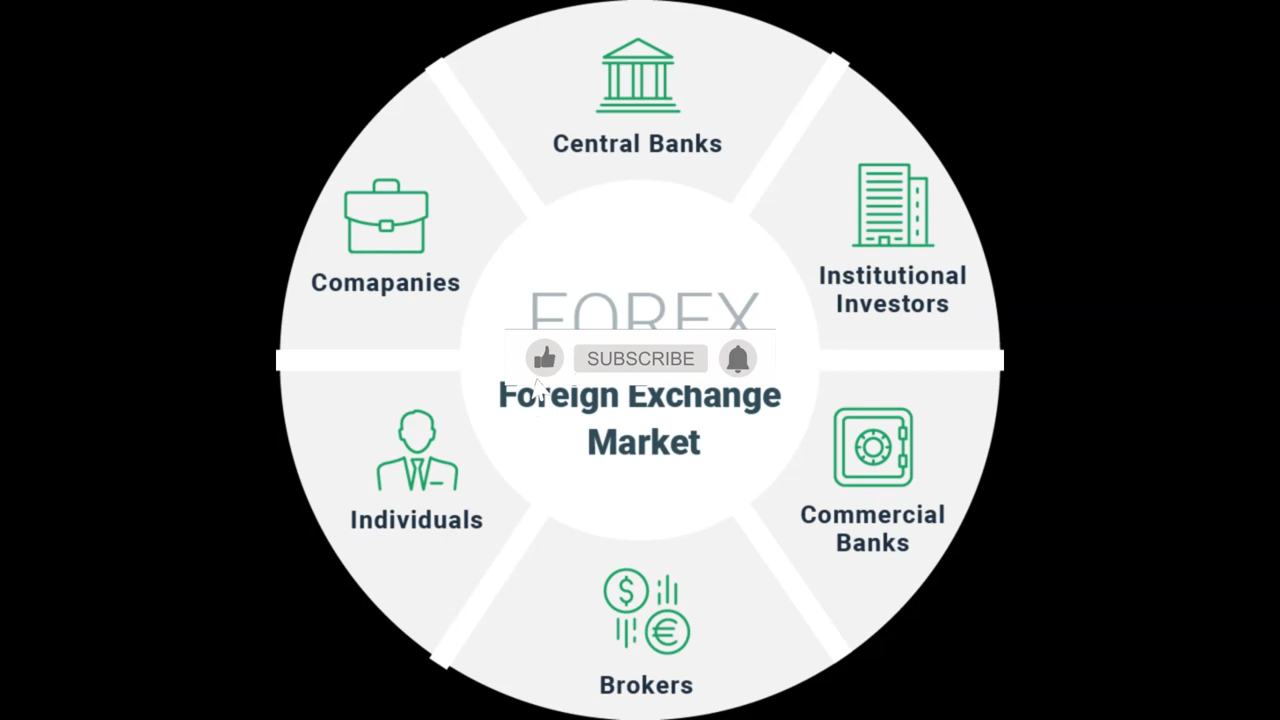 Central Banks
Comapanies
Institutional
Investors
FOREX
SUBSCRIBE
Foreign Exchange
Market
Individuals
Commercial
Banks
Brokers